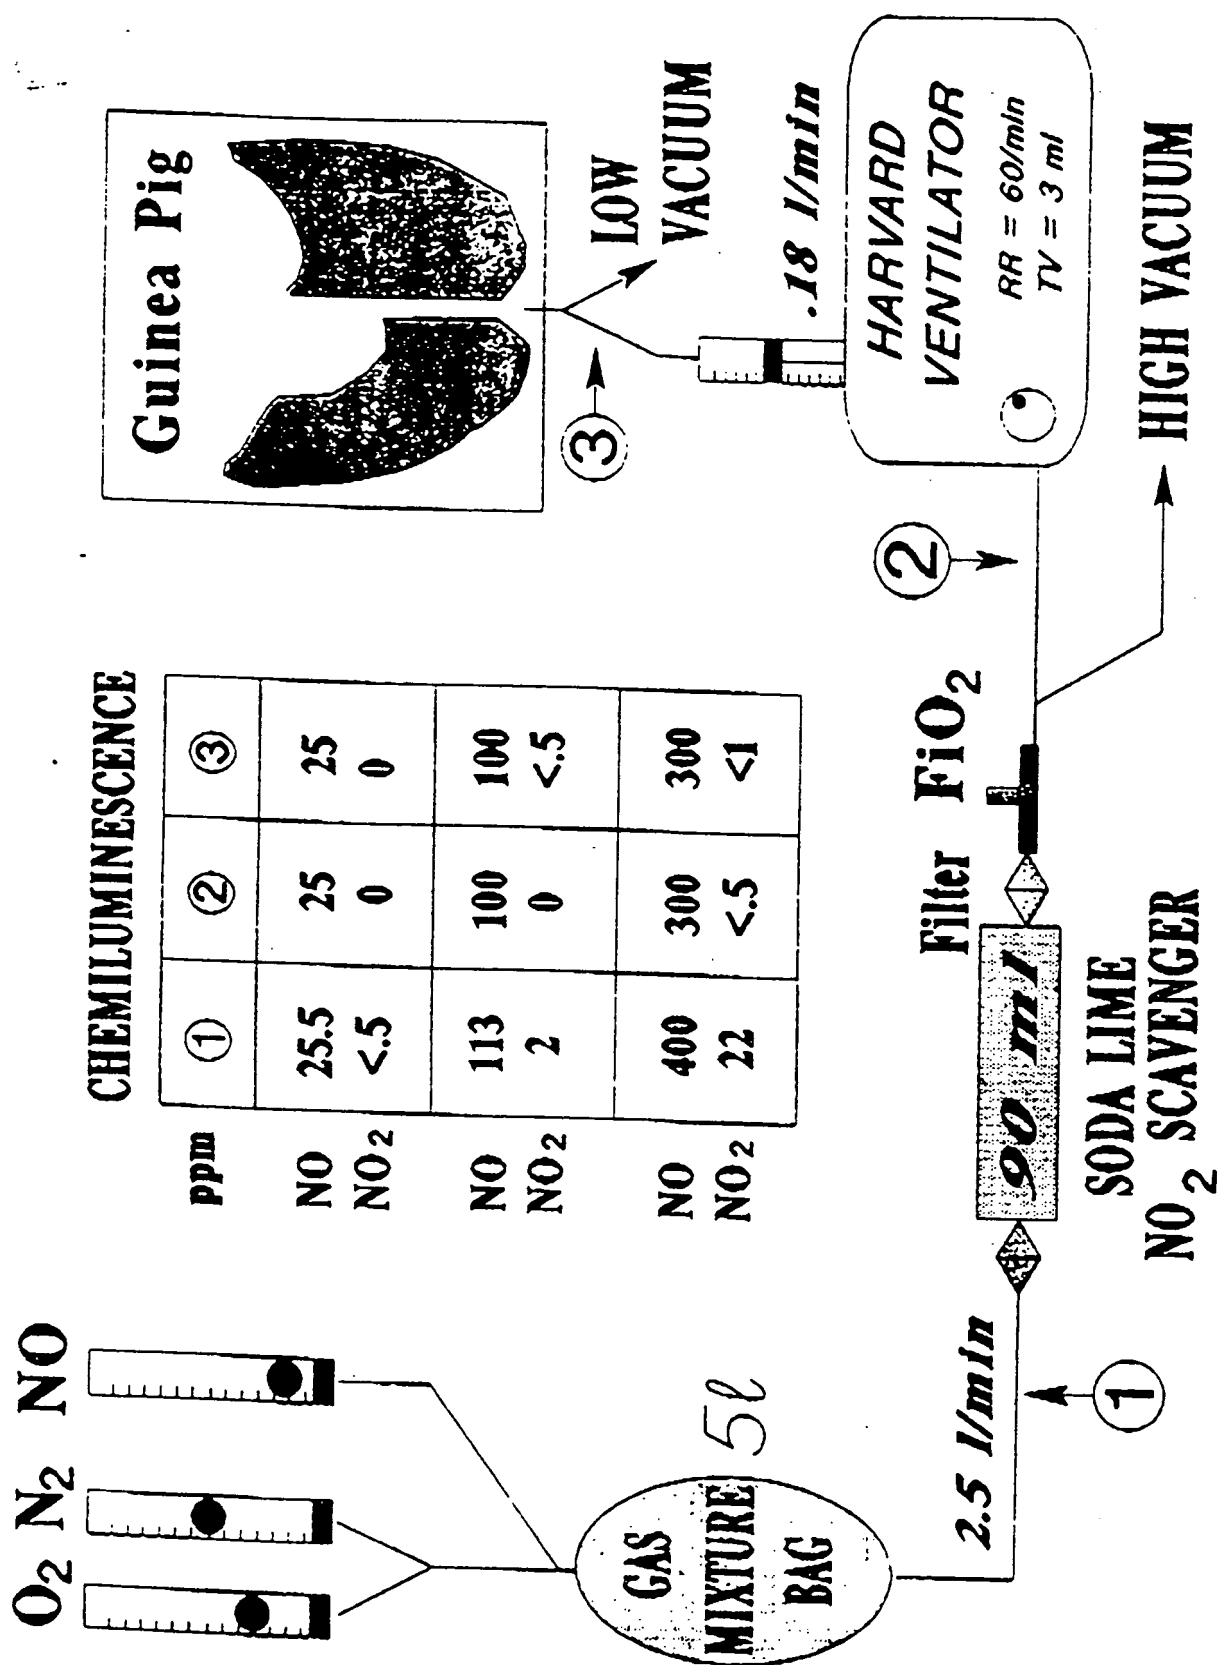 O2 N2 NO
GAS
MIXTURE
BAG
5ℓ
2.5 l/min
①
CHEMILUMINESCENCE
ppm ① ② ③
NO 25.5 25 25
NO2 <.5 0 0
NO 113 100 100
NO2 2 0 <.5
NO 400 300 300
NO2 22 <.5 <1
90 ml
SODA LIME
NO2 SCAVENGER
Filter
FiO2
②
HIGH VACUUM
HARVARD
VENTILATOR
RR = 60/min
TV = 3 ml
.18 l/min
③
LOW
VACUUM
Guinea Pig